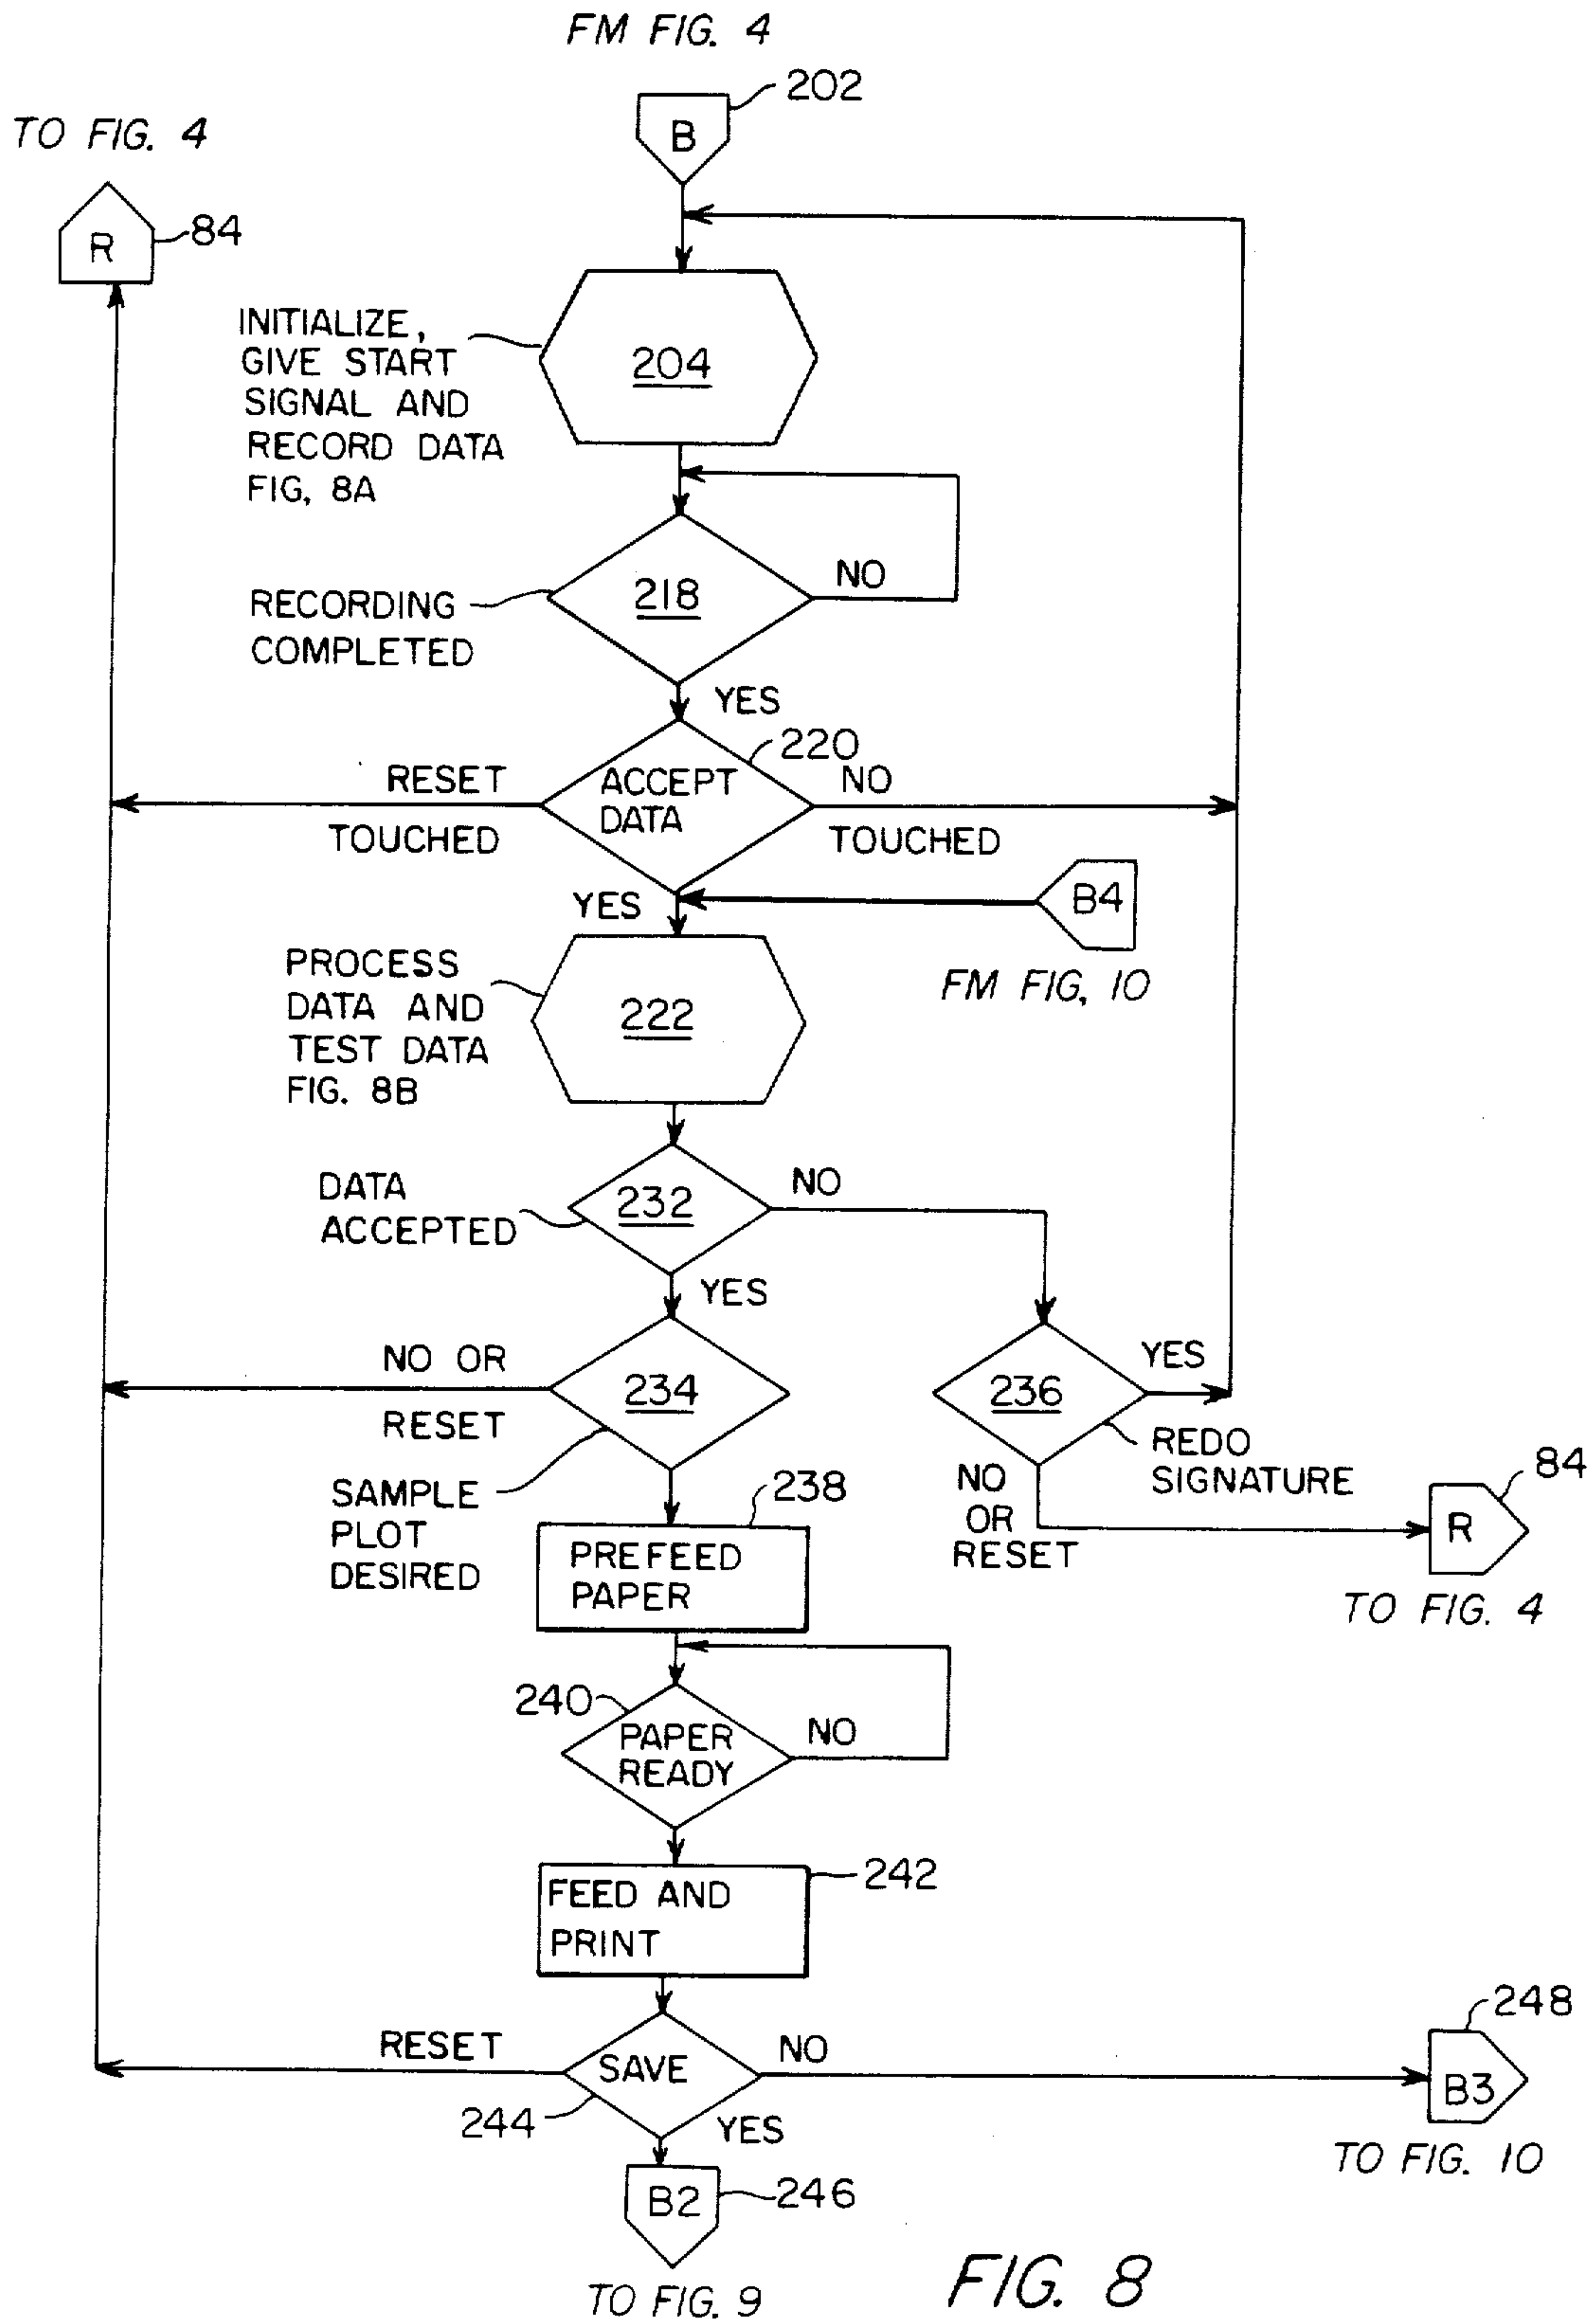 FM FIG. 4
202
B
TO FIG. 4
R
84
INITIALIZE,
GIVE START
SIGNAL AND
RECORD DATA
FIG, 8A
204
RECORDING
COMPLETED
218
NO
YES
220
RESET
TOUCHED
ACCEPT
DATA
NO
TOUCHED
YES
B4
FM FIG, 10
PROCESS
DATA AND
TEST DATA
FIG. 8B
222
DATA
ACCEPTED
232
NO
YES
NO OR
RESET
234
236
YES
REDO
SIGNATURE
NO
OR
RESET
84
R
TO FIG. 4
SAMPLE
PLOT
DESIRED
238
PREFEED
PAPER
240
PAPER
READY
NO
242
FEED AND
PRINT
RESET
SAVE
NO
248
B3
TO FIG. 10
244
YES
B2
246
TO FIG. 9
FIG. 8